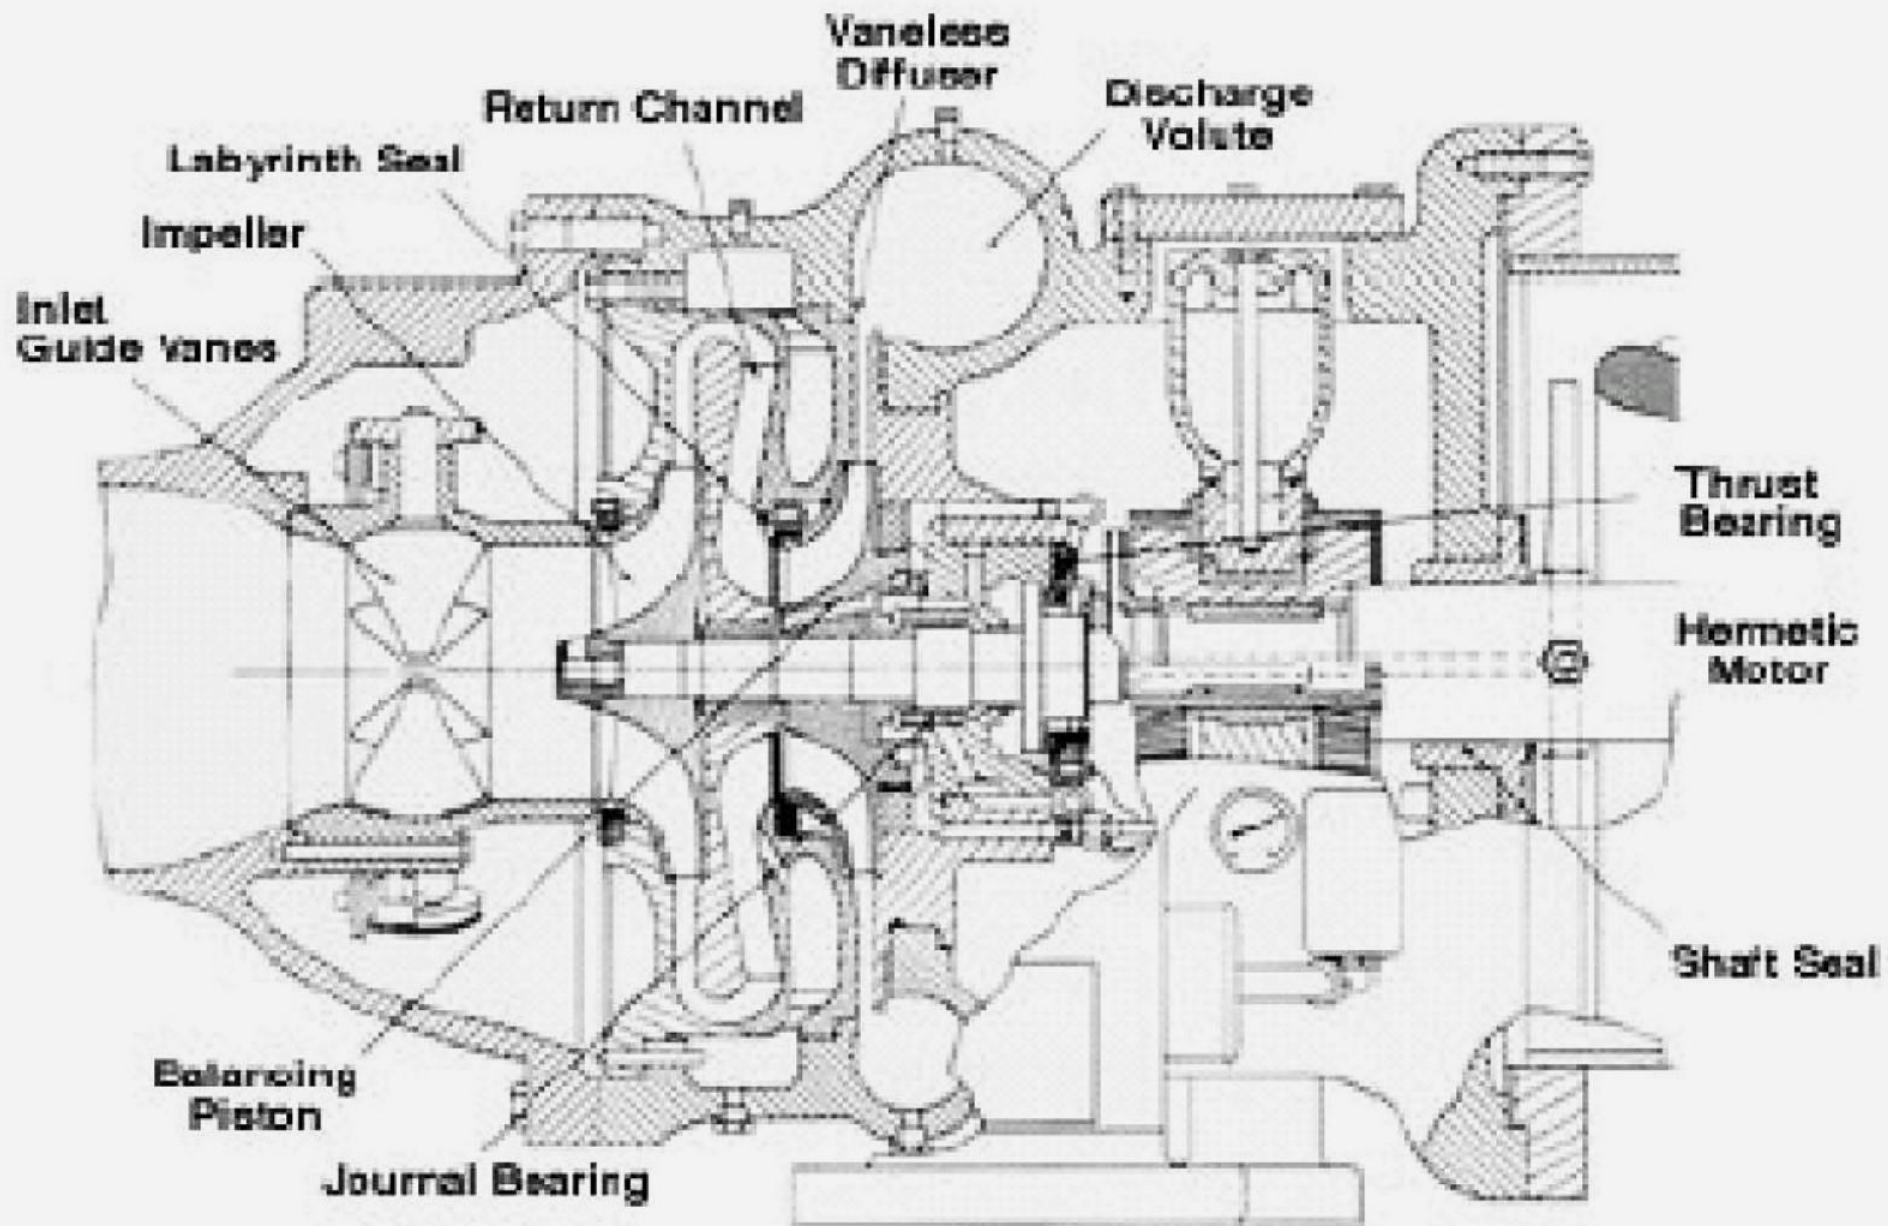 Vaneless
Diffuser
Discharge
Volute
Return Channel
Labyrinth Seal
Impeller
Inlet
Guide Vanes
Thrust
Bearing
Hermetic
Motor
Shaft Seal
Balancing
Piston
Journal Bearing